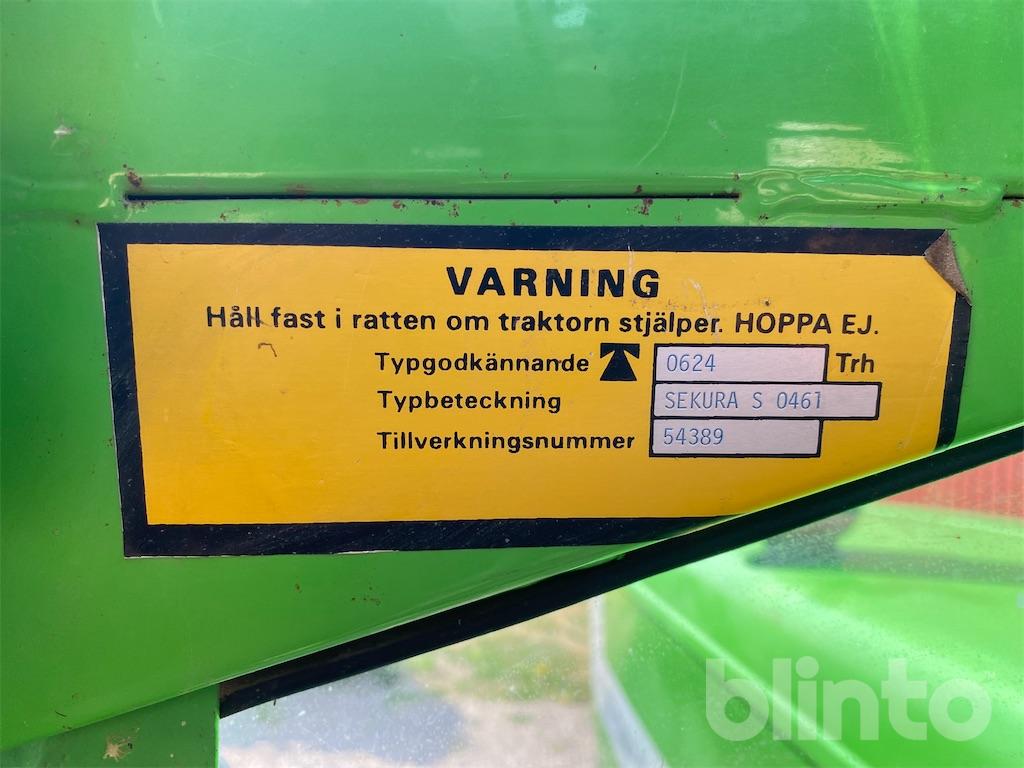 VARNING
Håll fast i ratten om traktorn stjälper. HOPPA EJ.
Typgodkännande 0624 Trh
Typbeteckning SEKURA S 0461
Tillverkningsnummer 54389
blinto